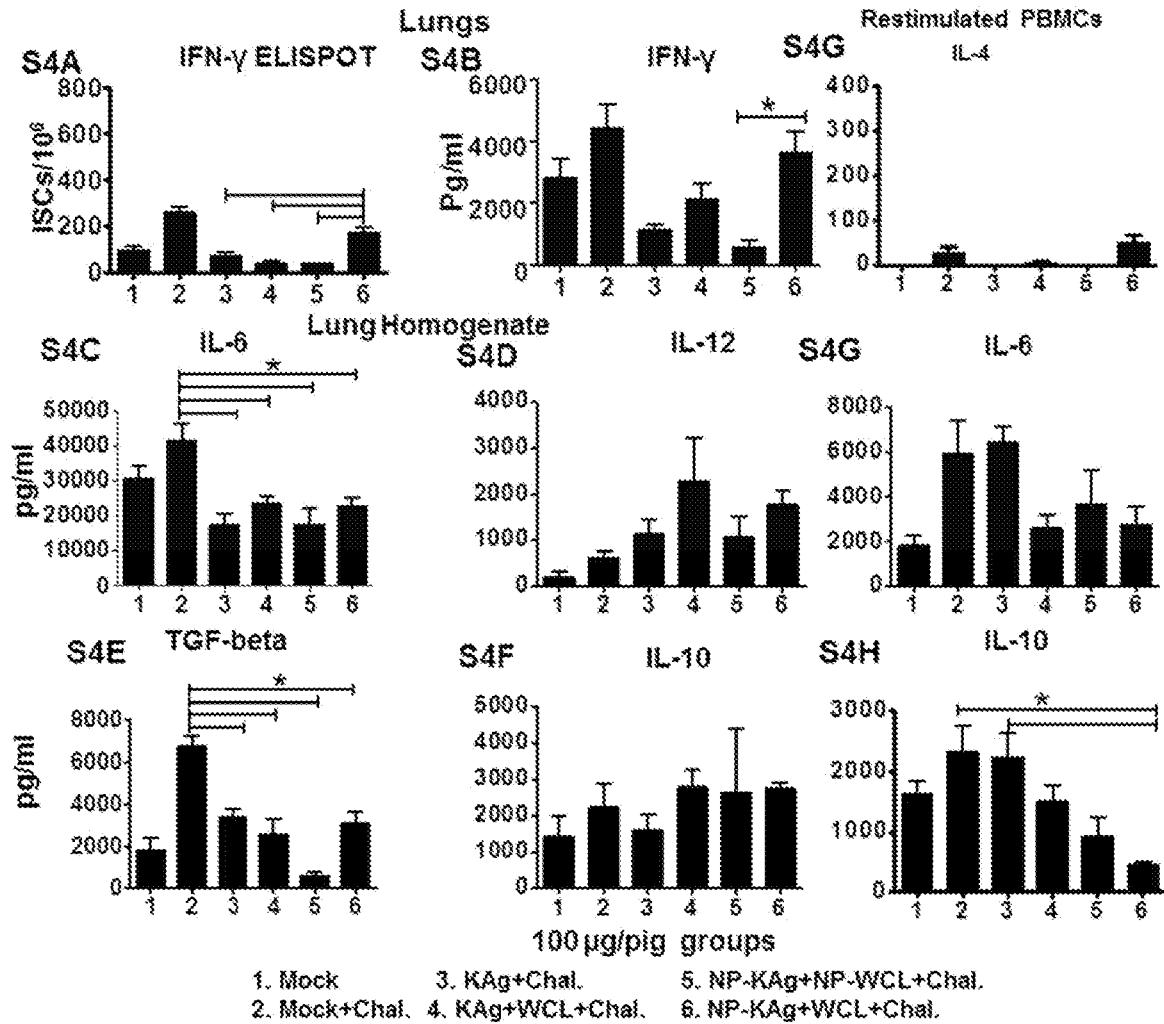 Lungs
Restimulated PBMCs
S4A
IFN-γ ELISPOT
ISCs/10⁶
800
600
400
200
0
1 2 3 4 5 6
S4B
IFN-γ
Pg/ml
6000
4000
2000
0
*
1 2 3 4 5 6
S4G
IL-4
400
300
200
100
50
0
1 2 3 4 5 6
Lung Homogenate
S4C
IL-6
pg/ml
50000
40000
30000
20000
10000
0
*
1 2 3 4 5 6
S4D
IL-12
4000
3000
2000
1000
0
1 2 3 4 5 6
S4G
IL-6
8000
6000
4000
2000
0
1 2 3 4 5 6
S4E
TGF-beta
pg/ml
8000
6000
4000
2000
0
*
1 2 3 4 5 6
S4F
IL-10
5000
4000
3000
2000
1000
0
1 2 3 4 5 6
S4H
IL-10
3000
2000
1000
0
*
1 2 3 4 5 6
100 µg/pig groups
1. Mock 3. KAg+Chal. 5. NP-KAg+NP-WCL+Chal.
2. Mock+Chal. 4. KAg+WCL+Chal. 6. NP-KAg+WCL+Chal.